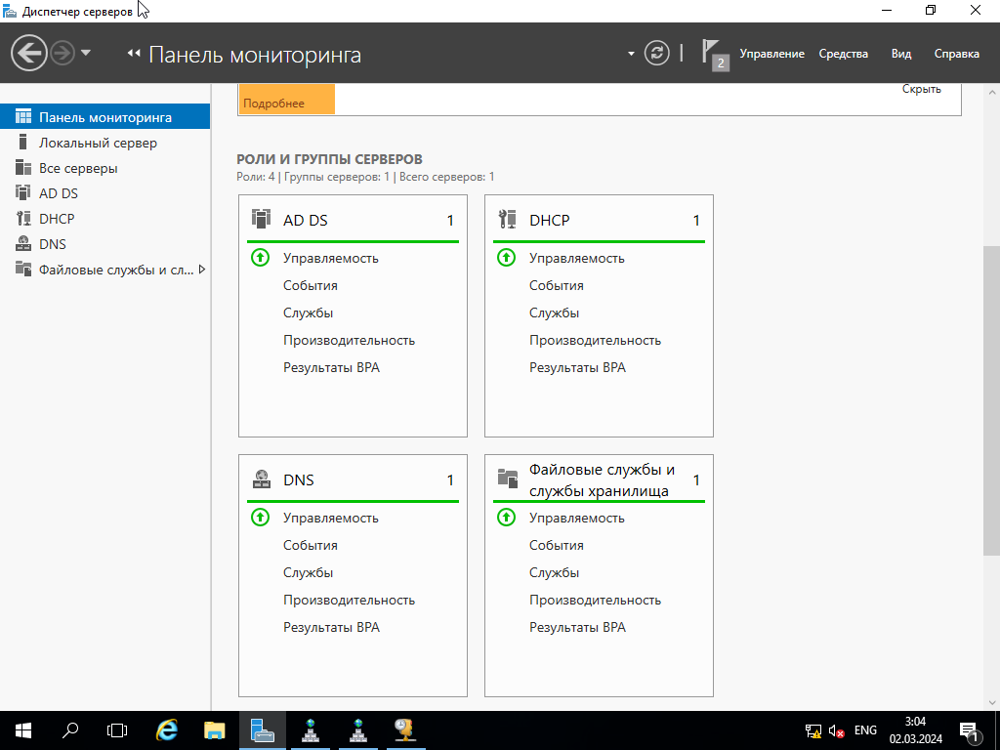 Диспетчер серверов
Панель мониторинга
2
Управление
Средства
Вид
Справка
Панель мониторинга
Локальный сервер
Все серверы
AD DS
DHCP
DNS
Файловые службы и сл...
Подробнее
Скрыть
РОЛИ И ГРУППЫ СЕРВЕРОВ
Роли: 4 | Группы серверов: 1 | Всего серверов: 1
AD DS 1
Управляемость
События
Службы
Производительность
Результаты BPA
DHCP 1
Управляемость
События
Службы
Производительность
Результаты BPA
DNS 1
Управляемость
События
Службы
Производительность
Результаты BPA
Файловые службы и
службы хранилища 1
Управляемость
События
Службы
Производительность
Результаты BPA
ENG
3:04
02.03.2024
1